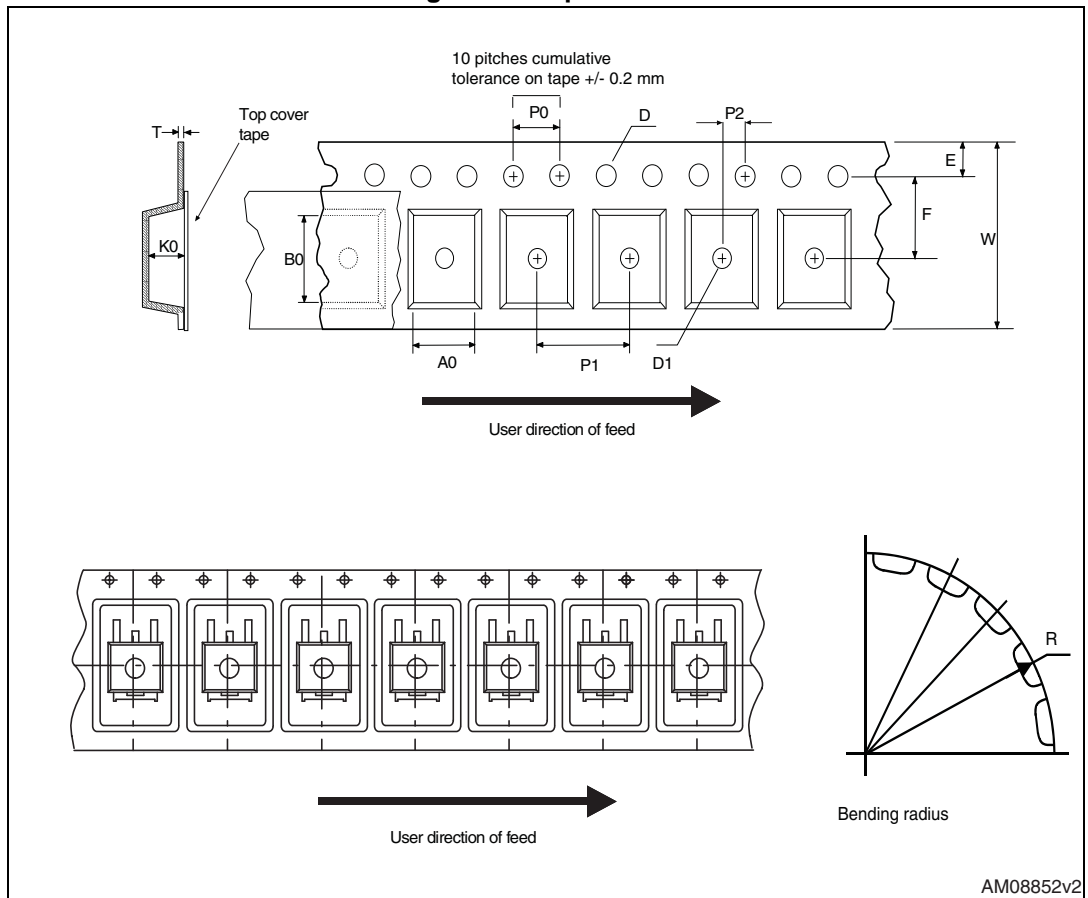 10 pitches cumulative
tolerance on tape +/- 0.2 mm
Top cover
tape
T
P0
D
P2
E
F
W
K0
B0
A0
P1
D1
User direction of feed
R
User direction of feed
Bending radius
AM08852v2